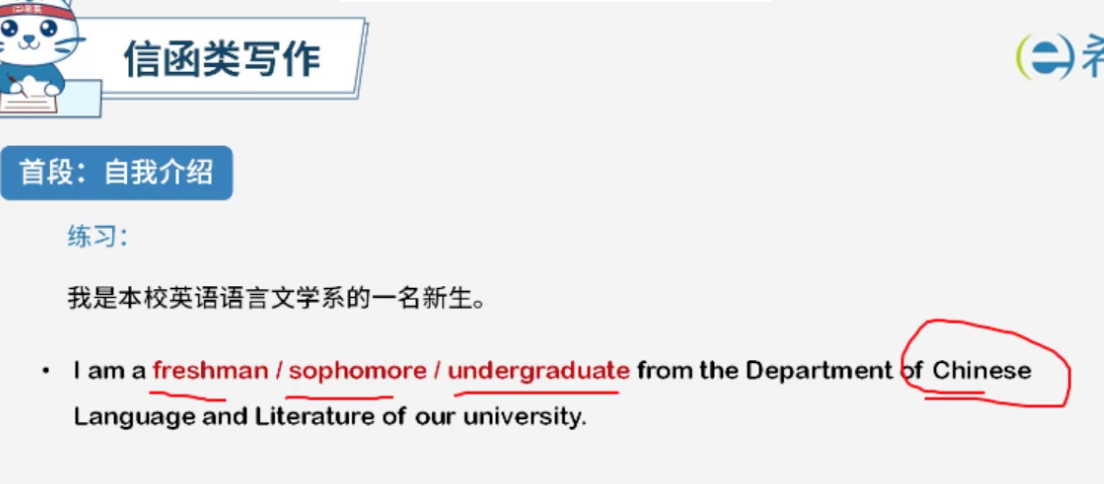 信函类写作
首段：自我介绍
练习：
我是本校英语语言文学系的一名新生。
• I am a freshman / sophomore / undergraduate from the Department of Chinese
Language and Literature of our university.